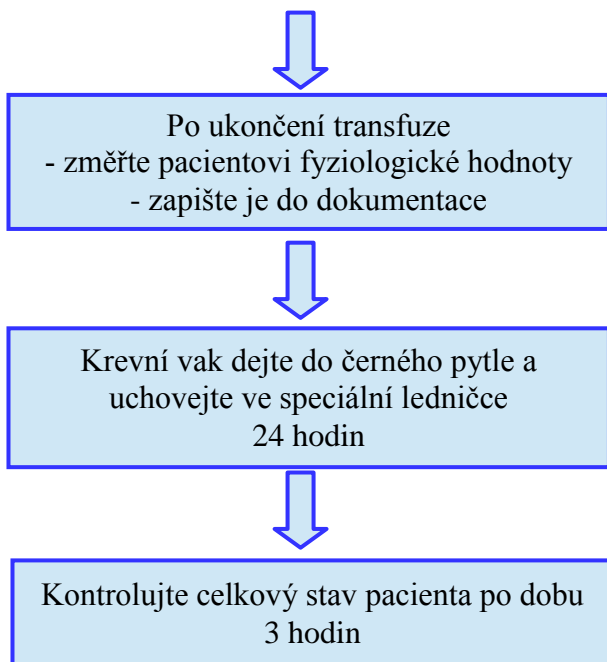 Po ukončení transfuze
- změřte pacientovi fyziologické hodnoty
- zapište je do dokumentace
Krevní vak dejte do černého pytle a
uchovejte ve speciální ledničce
24 hodin
Kontrolujte celkový stav pacienta po dobu
3 hodin